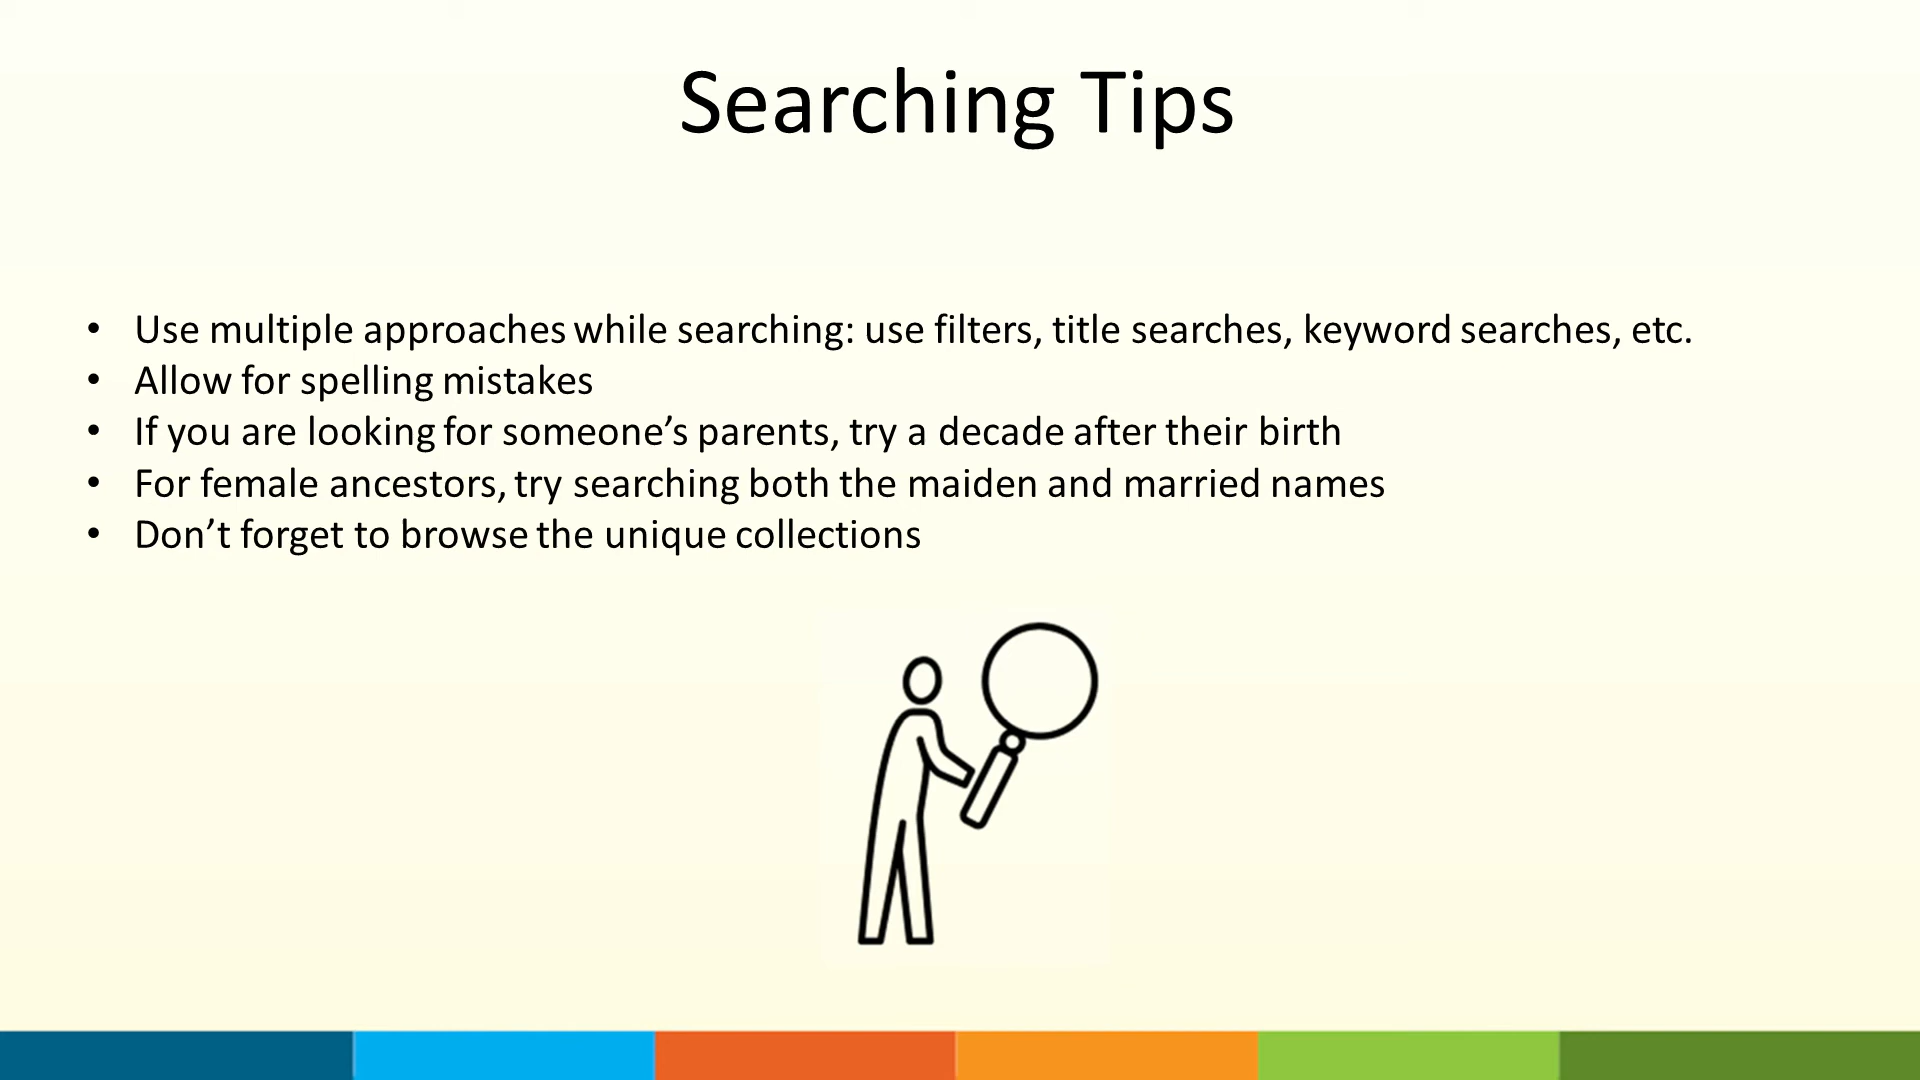 Searching Tips
• Use multiple approaches while searching: use filters, title searches, keyword searches, etc.
• Allow for spelling mistakes
• If you are looking for someone’s parents, try a decade after their birth
• For female ancestors, try searching both the maiden and married names
• Don’t forget to browse the unique collections